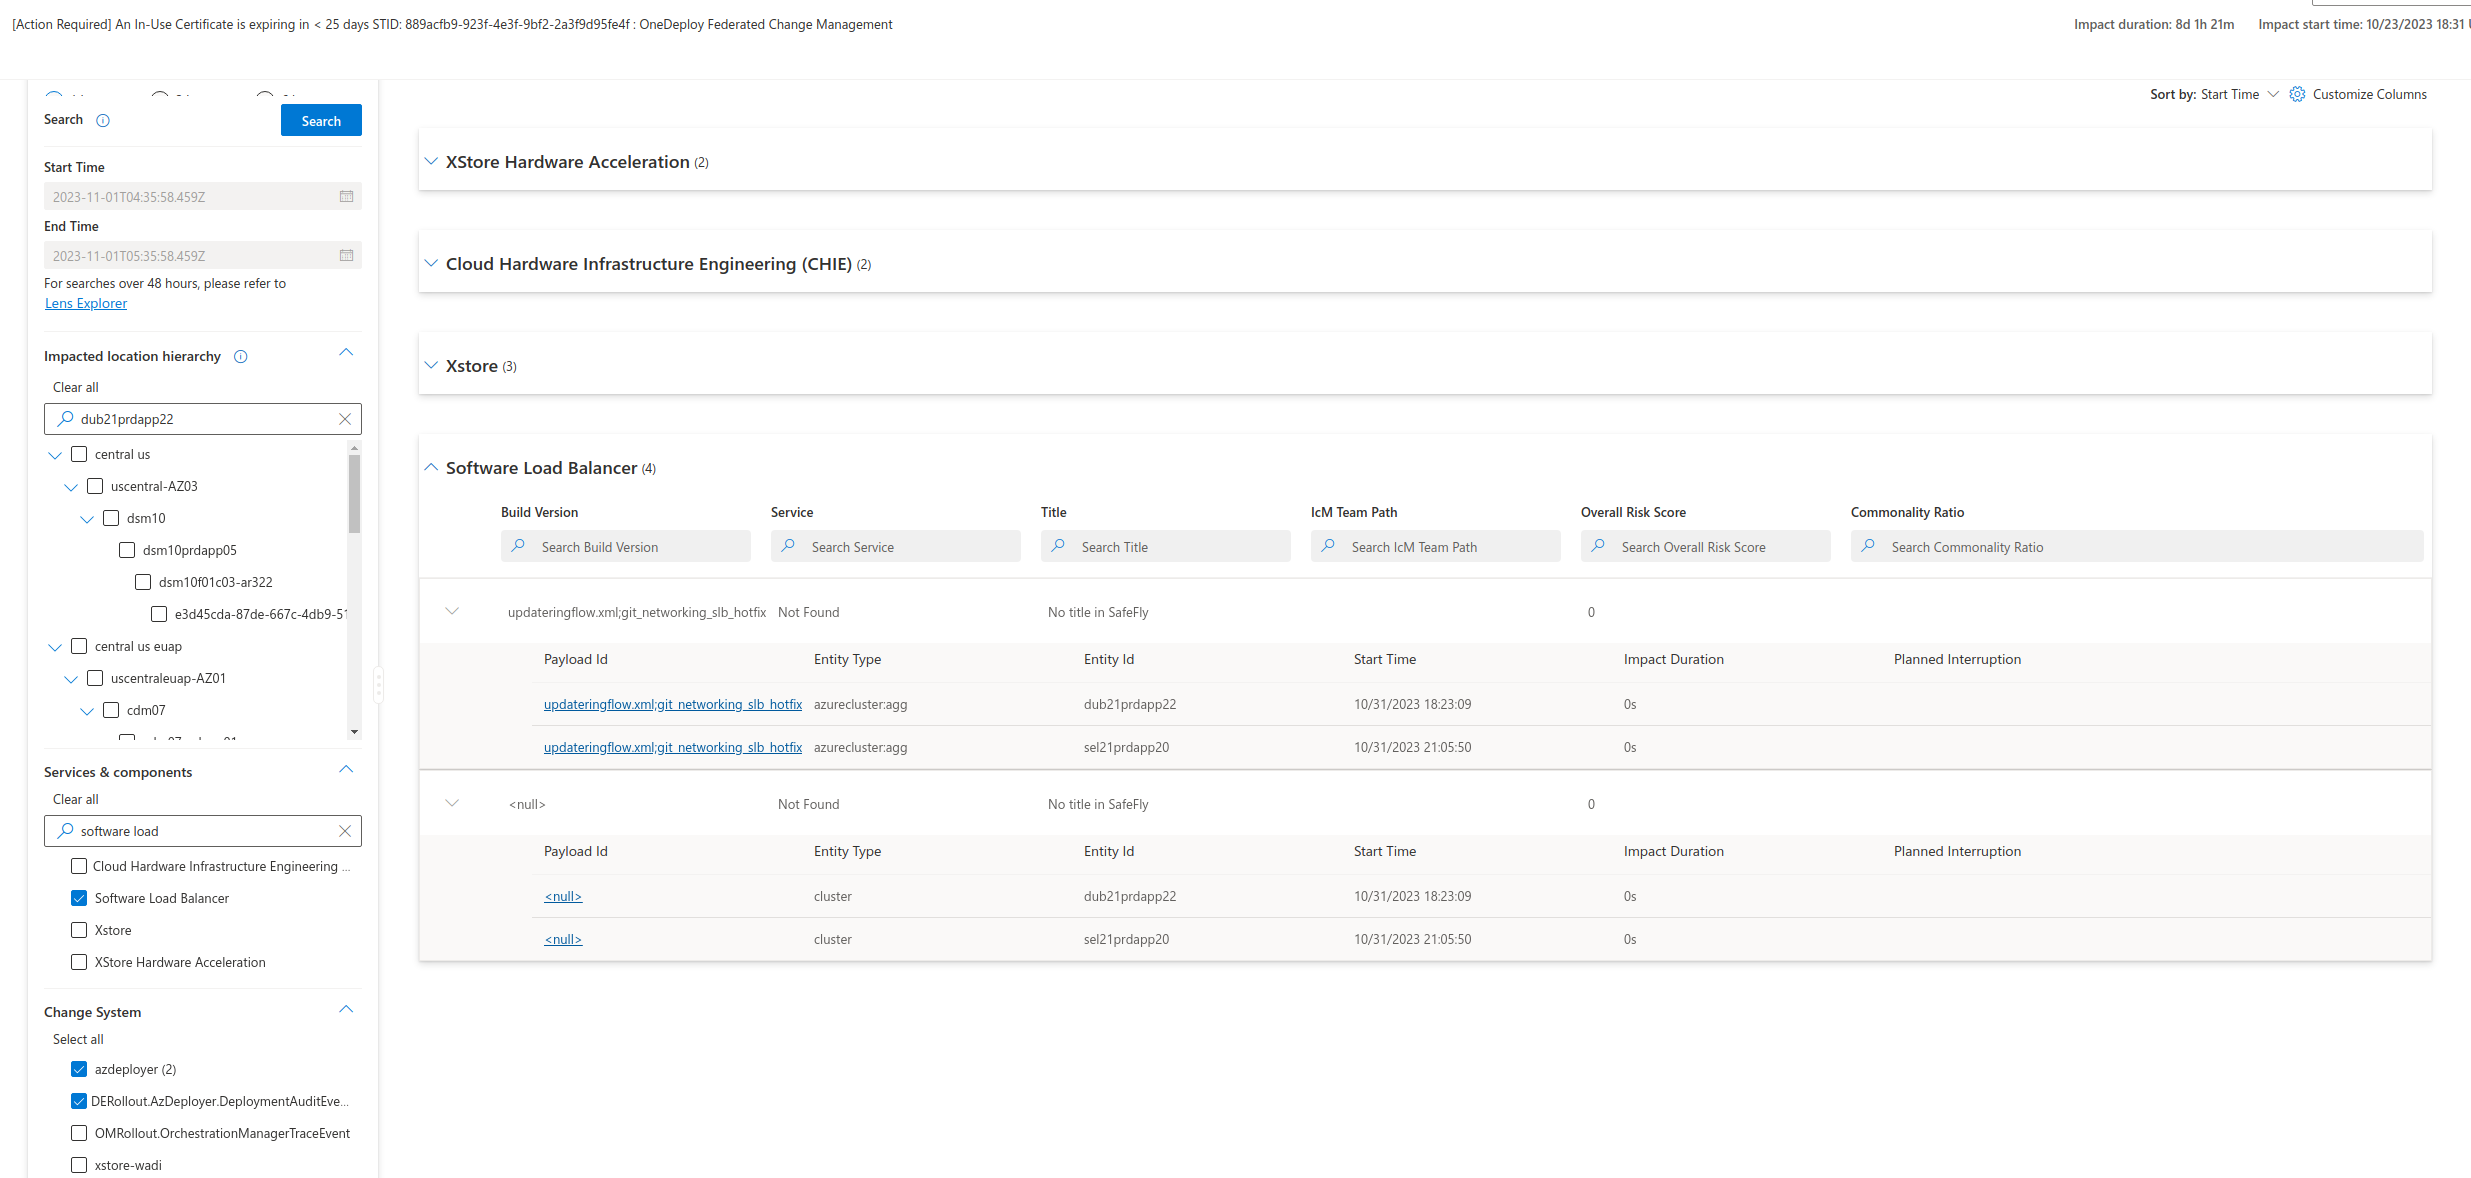 [Action Required] An In-Use Certificate is expiring in < 25 days STID: 889acfb9-923f-4e3f-9bf2-2a3f9d95fe4f : OneDeploy Federated Change Management
Impact duration: 8d 1h 21m
Impact start time: 10/23/2023 18:31
Search
Search
Start Time
2023-11-01T04:35:58.459Z
End Time
2023-11-01T05:35:58.459Z
For searches over 48 hours, please refer to
Lens Explorer
Impacted location hierarchy
Clear all
dub21prdapp22
central us
uscentral-AZ03
dsm10
dsm10prdapp05
dsm10f01c03-ar322
e3d45cda-87de-667c-4db9-51
central us euap
uscentraleuap-AZ01
cdm07
Services & components
Clear all
software load
Cloud Hardware Infrastructure Engineering ...
Software Load Balancer
Xstore
XStore Hardware Acceleration
Change System
Select all
azdeployer (2)
DERollout.AzDeployer.DeploymentAuditEve...
OMRollout.OrchestrationManagerTraceEvent
xstore-wadi
Sort by: Start Time
Customize Columns
XStore Hardware Acceleration (2)
Cloud Hardware Infrastructure Engineering (CHIE) (2)
Xstore (3)
Software Load Balancer (4)
Build Version Service Title IcM Team Path Overall Risk Score Commonality Ratio
Search Build Version Search Service Search Title Search IcM Team Path Search Overall Risk Score Search Commonality Ratio
updateringflow.xml;git_networking_slb_hotfix Not Found No title in SafeFly 0
Payload Id Entity Type Entity Id Start Time Impact Duration Planned Interruption
updateringflow.xml;git_networking_slb_hotfix azurecluster:agg dub21prdapp22 10/31/2023 18:23:09 0s
updateringflow.xml;git_networking_slb_hotfix azurecluster:agg sel21prdapp20 10/31/2023 21:05:50 0s
<null> Not Found No title in SafeFly 0
Payload Id Entity Type Entity Id Start Time Impact Duration Planned Interruption
<null> cluster dub21prdapp22 10/31/2023 18:23:09 0s
<null> cluster sel21prdapp20 10/31/2023 21:05:50 0s